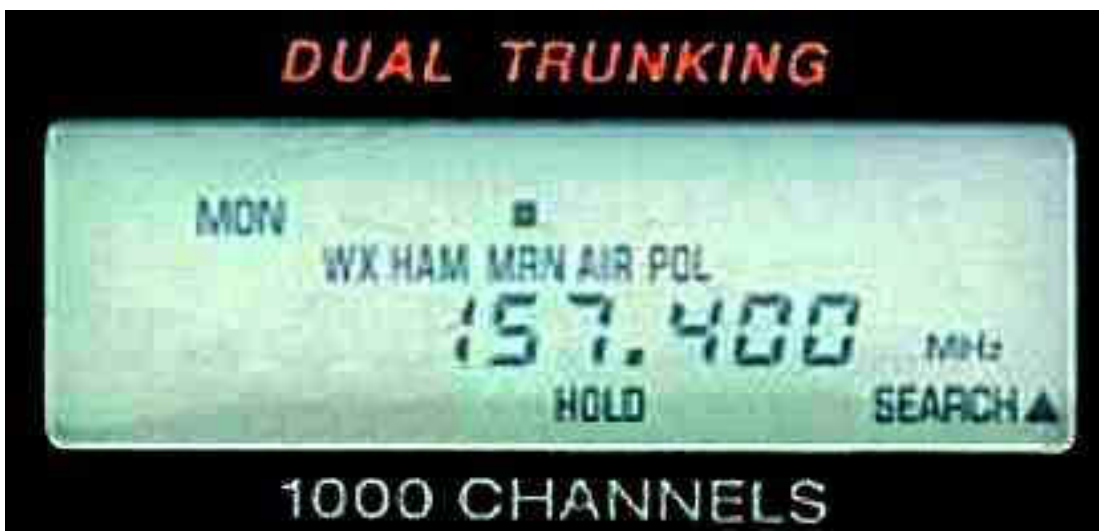 DUAL TRUNKING
MON
WX HAM MRN AIR POL
157.400 MHz
HOLD SEARCH▲
1000 CHANNELS